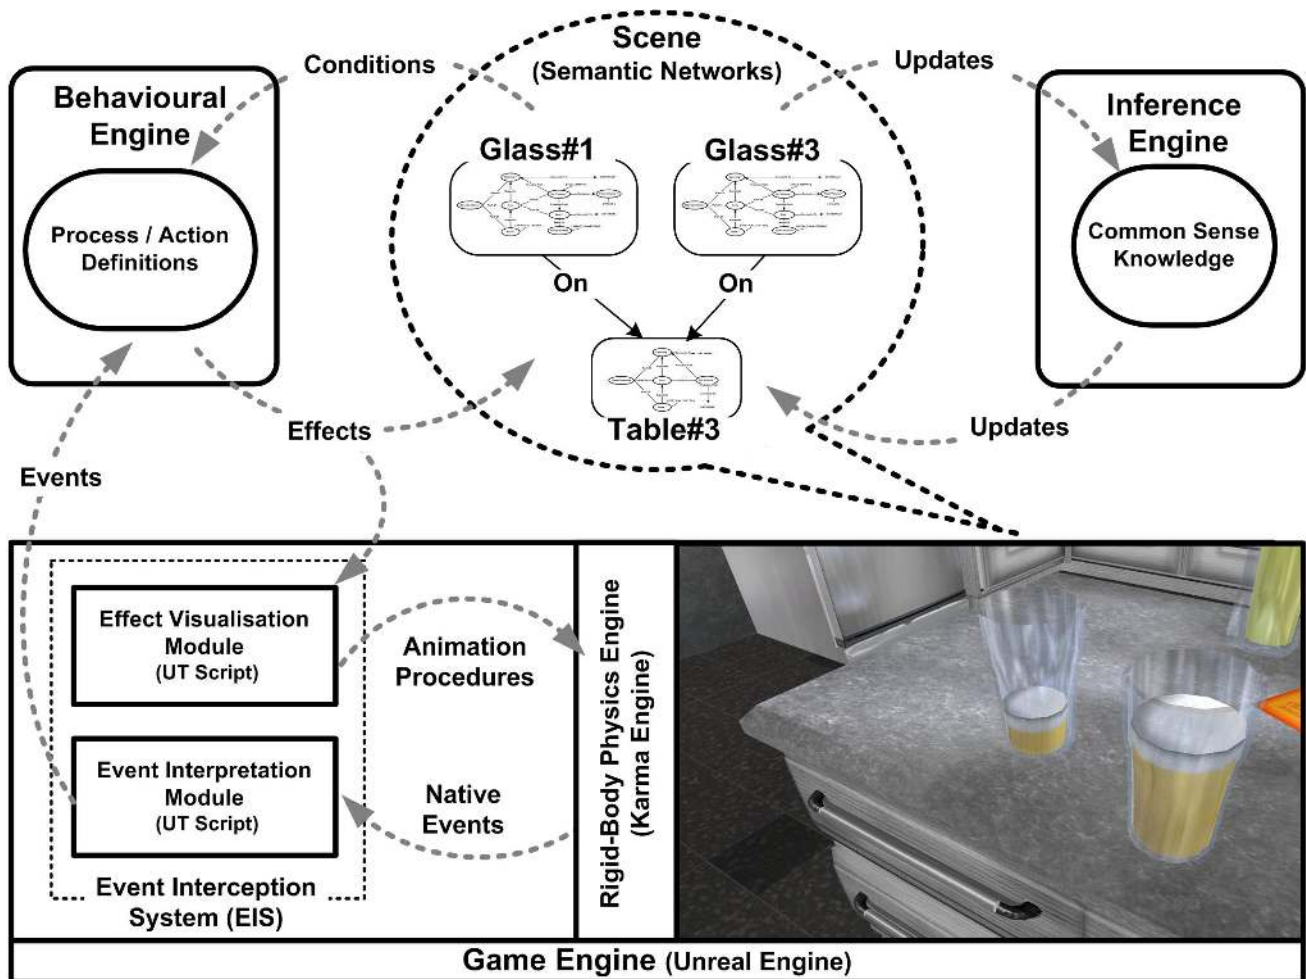 Scene
(Semantic Networks)
Conditions
Updates
Behavioural
Engine
Process / Action
Definitions
Inference
Engine
Common Sense
Knowledge
Glass#1
Glass#3
On
On
Table#3
Effects
Updates
Events
Effect Visualisation
Module
(UT Script)
Animation
Procedures
Event Interpretation
Module
(UT Script)
Native
Events
Event Interception
System (EIS)
Rigid-Body Physics Engine
(Karma Engine)
Game Engine (Unreal Engine)